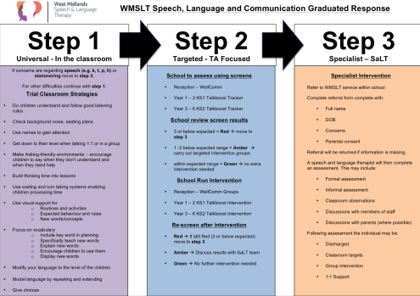 West Midlands
Speech & Language
Therapy
WMSLT Speech, Language and Communication Graduated Response
Step 1
Universal - In the classroom
If concerns are regarding speech (e.g. k, t, l, p, h) or
stammering move to step 3.
For other difficulties continue with step 1
Trial Classroom Strategies
Do children understand and follow good listening
rules
Check background noise, seating plans
Use names to gain attention
Get down to their level when talking 1:1 or in a group
Make Asking-friendly environments - encourage
children to say when they don't understand and
when they need help.
Build thinking time into lessons
Use waiting and turn taking systems enabling
children processing time
Use visual support for
Routines and activities
Expected behaviour and rules
New words/concepts
Focus on vocabulary
Include key word in planning
Specifically teach new words
Explain new words
Encourage children to use them
Display new words
Modify your language to the level of the children
Model language by repeating and extending
Give choices
Step 2
Targeted - TA Focused
School to assess using screens
Reception – WellComm
Year 1 – 2 KS1 Talkboost Tracker
Year 3 – 6 KS2 Talkboost Tracker
School review screen results
3 or below expected = Red → move to
step 3
1 -2 below expected range = Amber →
carry out targeted intervention groups
within expected range = Green → no extra
intervention needed
School Run Intervention
Reception – WellComm Groups
Year 1 – 2 KS1 Intervention
Year 3 – 6 KS2 Intervention
Re-screen after intervention
Red → If still Red (3 or below expected)
move to step 3
Amber → Discuss results with SaLT team
Green → No further intervention needed
Step 3
Specialist – SaLT
Specialist Intervention
Refer to WMSLT service within school
Complete referral form complete with:
Full name
DOB
Concerns
Parental consent
Referral will be returned if information is missing
A speech and language therapist will then complete
an assessment. This may include:
Formal assessment
Informal assessment
Classroom observations
Discussions with members of staff
Discussions with parents (where possible).
Following assessment the individual may be:
Discharged
Classroom targets
Group intervention
1:1 Support